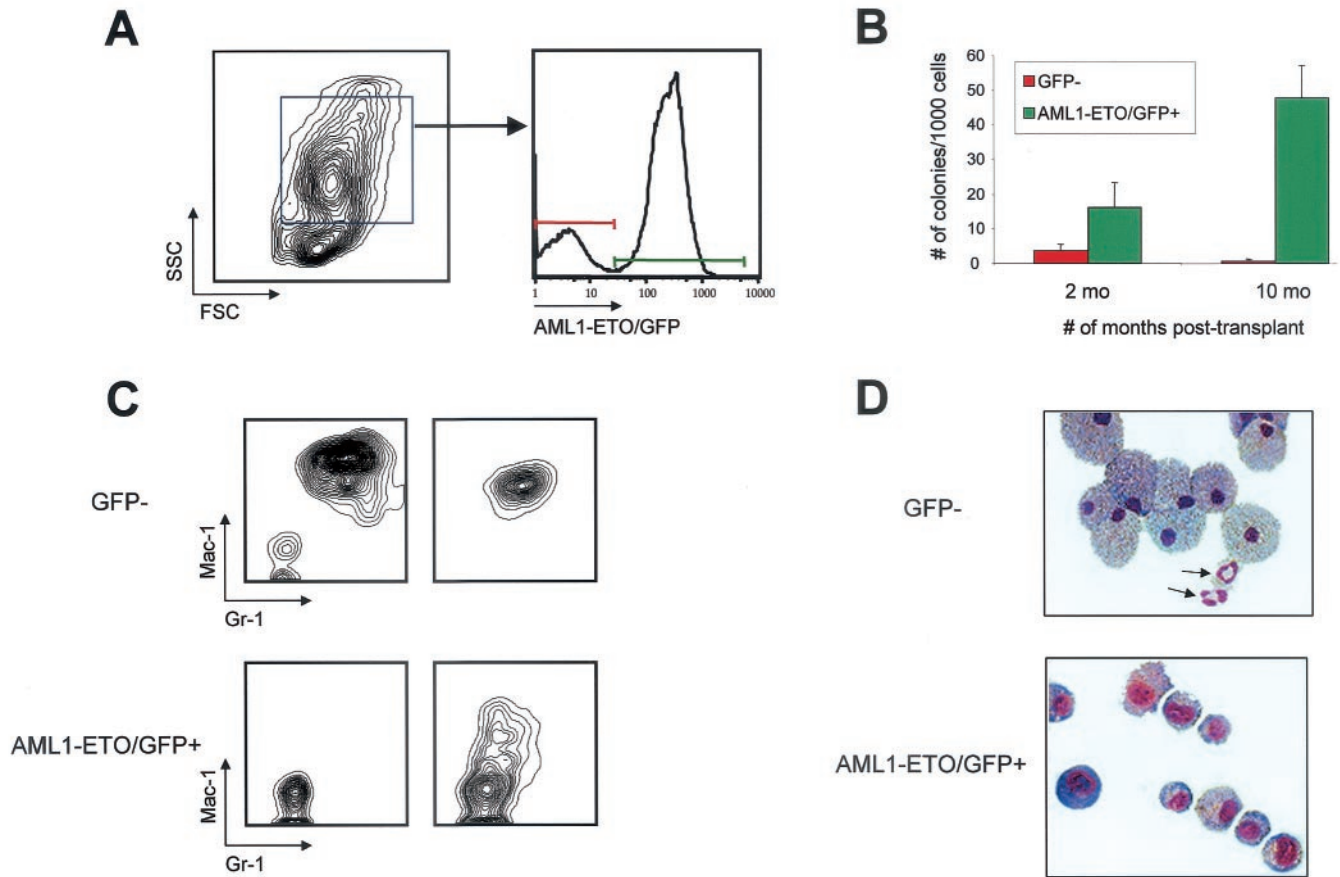 A
SSC
FSC
1 10 100 1000 10000
AML1-ETO/GFP
B
# of colonies/1000 cells
60
50
40
30
20
10
0
GFP-
AML1-ETO/GFP+
2 mo 10 mo
# of months post-transplant
C
GFP-
Mac-1
Gr-1
AML1-ETO/GFP+
Mac-1
Gr-1
D
GFP-
AML1-ETO/GFP+